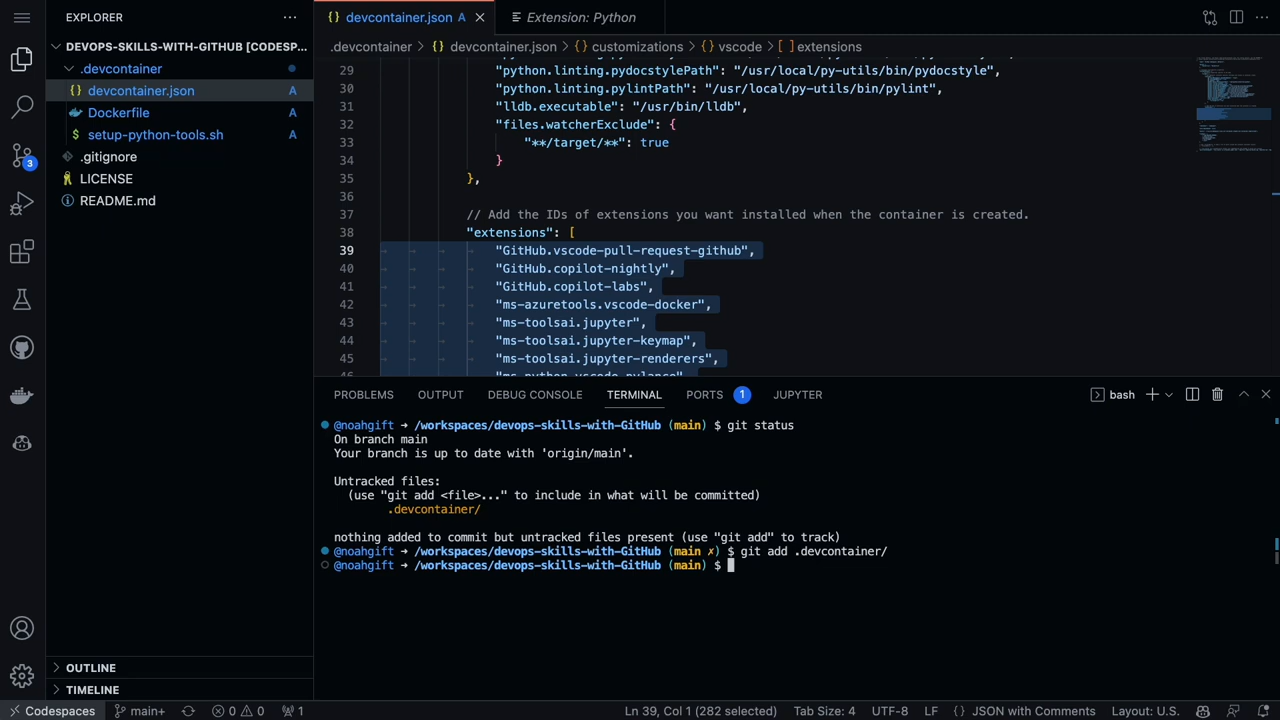 EXPLORER
DEVOPS-SKILLS-WITH-GITHUB [CODESP...
.devcontainer
{} devcontainer.json A
Dockerfile A
$ setup-python-tools.sh A
.gitignore
LICENSE
README.md
3
OUTLINE
TIMELINE
{} devcontainer.json A
Extension: Python
.devcontainer > {} devcontainer.json > {} customizations > {} vscode > [ ] extensions
29 "python.linting.pydocstylePath": "/usr/local/py-utils/bin/pydocstyle",
30 "python.linting.pylintPath": "/usr/local/py-utils/bin/pylint",
31 "lldb.executable": "/usr/bin/lldb",
32 "files.watcherExclude": {
33 "**/target/**": true
34 }
35 },
36
37 // Add the IDs of extensions you want installed when the container is created.
38 "extensions": [
39 "GitHub.vscode-pull-request-github",
40 "GitHub.copilot-nightly",
41 "GitHub.copilot-labs",
42 "ms-azuretools.vscode-docker",
43 "ms-toolsai.jupyter",
44 "ms-toolsai.jupyter-keymap",
45 "ms-toolsai.jupyter-renderers",
46 "ms-python.vscode-pylance",
PROBLEMS OUTPUT DEBUG CONSOLE TERMINAL PORTS 1 JUPYTER
bash
@noahgift → /workspaces/devops-skills-with-GitHub (main) $ git status
On branch main
Your branch is up to date with 'origin/main'.
Untracked files:
(use "git add <file>..." to include in what will be committed)
.devcontainer/
nothing added to commit but untracked files present (use "git add" to track)
@noahgift → /workspaces/devops-skills-with-GitHub (main ✗) $ git add .devcontainer/
@noahgift → /workspaces/devops-skills-with-GitHub (main) $
Codespaces main+ 0 0 1 Ln 39, Col 1 (282 selected) Tab Size: 4 UTF-8 LF {} JSON with Comments Layout: U.S.